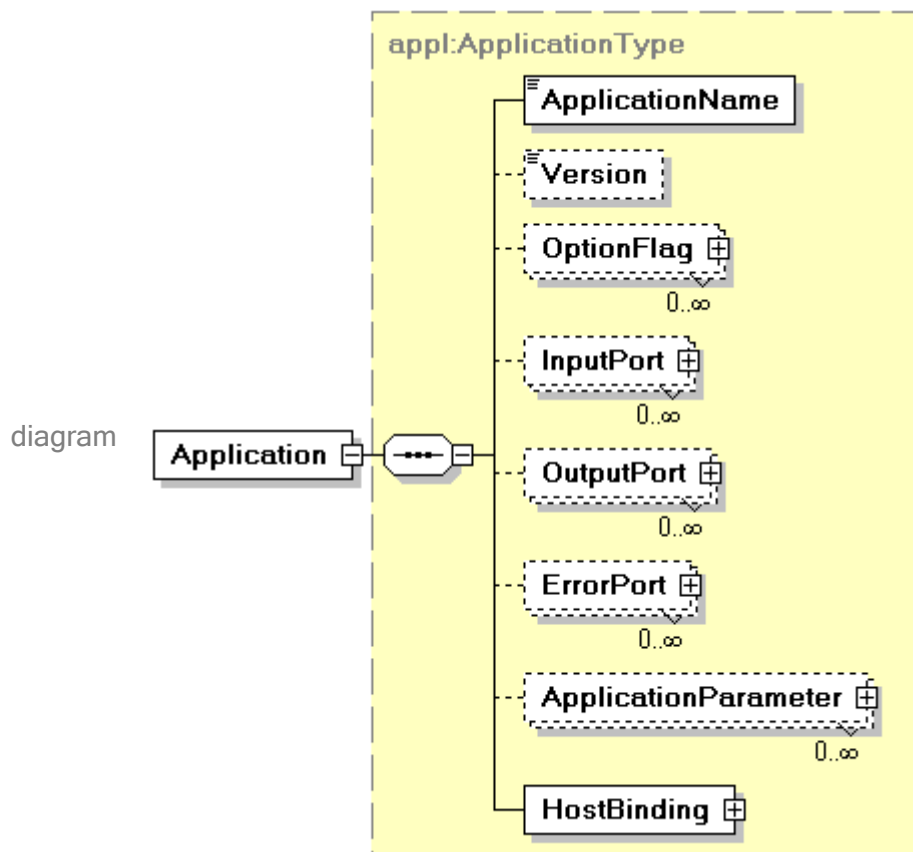 appl:ApplicationType
ApplicationName
Version
OptionFlag
0..∞
InputPort
0..∞
diagram
Application
OutputPort
0..∞
ErrorPort
0..∞
ApplicationParameter
0..∞
HostBinding